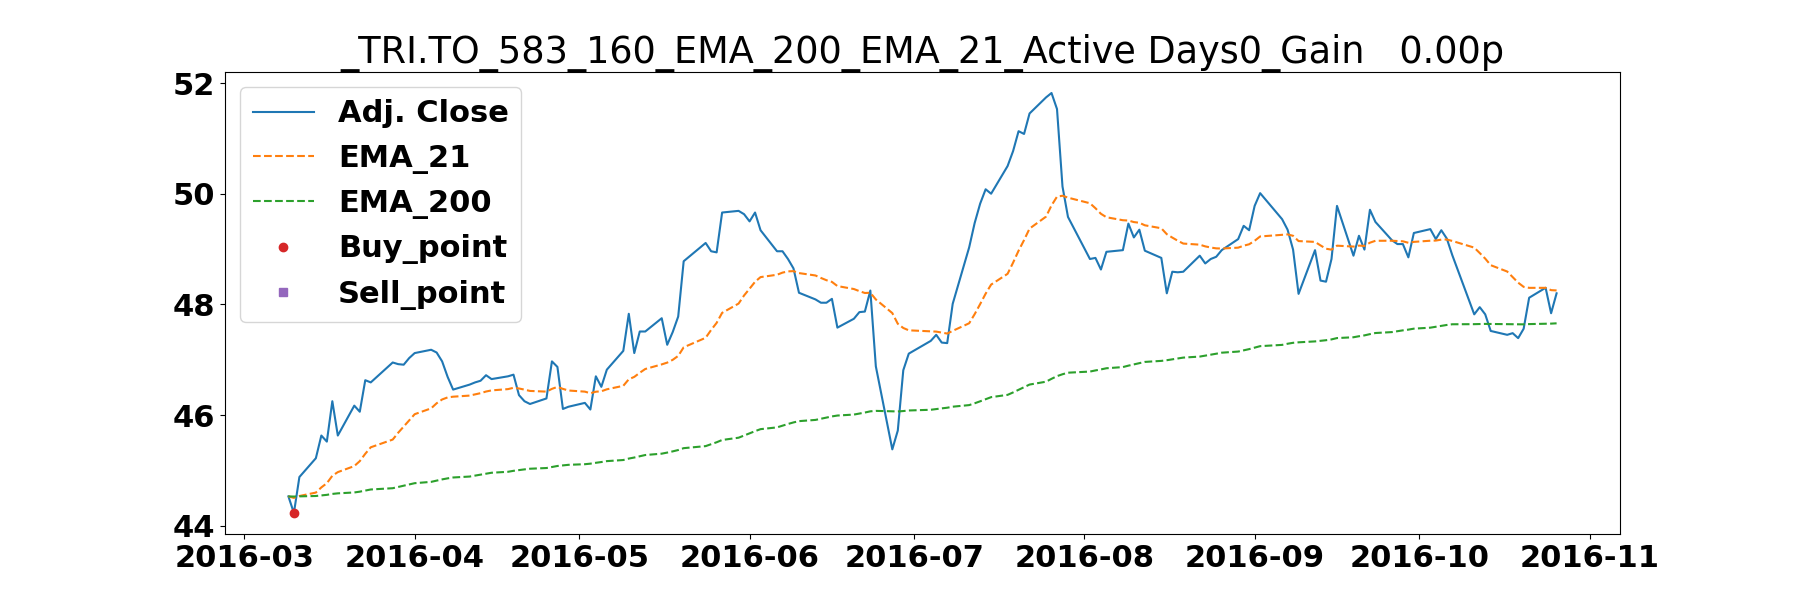 _TRI.TO_583_160_EMA_200_EMA_21_Active Days0_Gain   0.00p
52
50
48
46
44
Adj. Close
EMA_21
EMA_200
Buy_point
Sell_point
2016-03 2016-04 2016-05 2016-06 2016-07 2016-08 2016-09 2016-10 2016-11